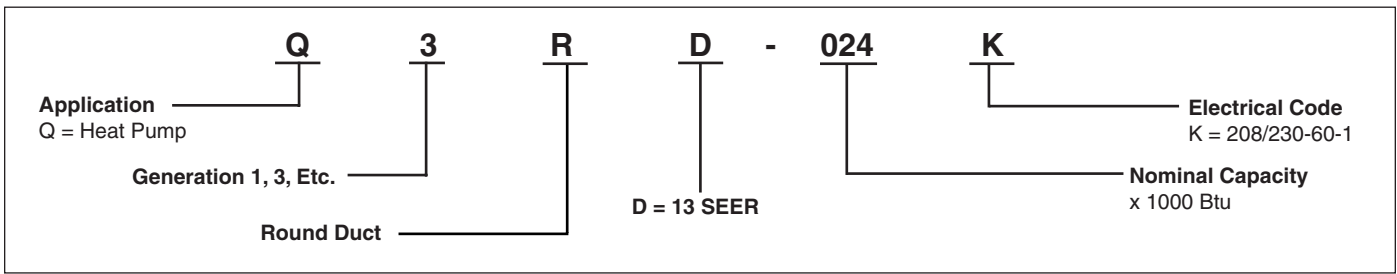 Q 3 R D - 024 K
Application
Q = Heat Pump
Electrical Code
K = 208/230-60-1
Generation 1, 3, Etc.
Nominal Capacity
x 1000 Btu
D = 13 SEER
Round Duct